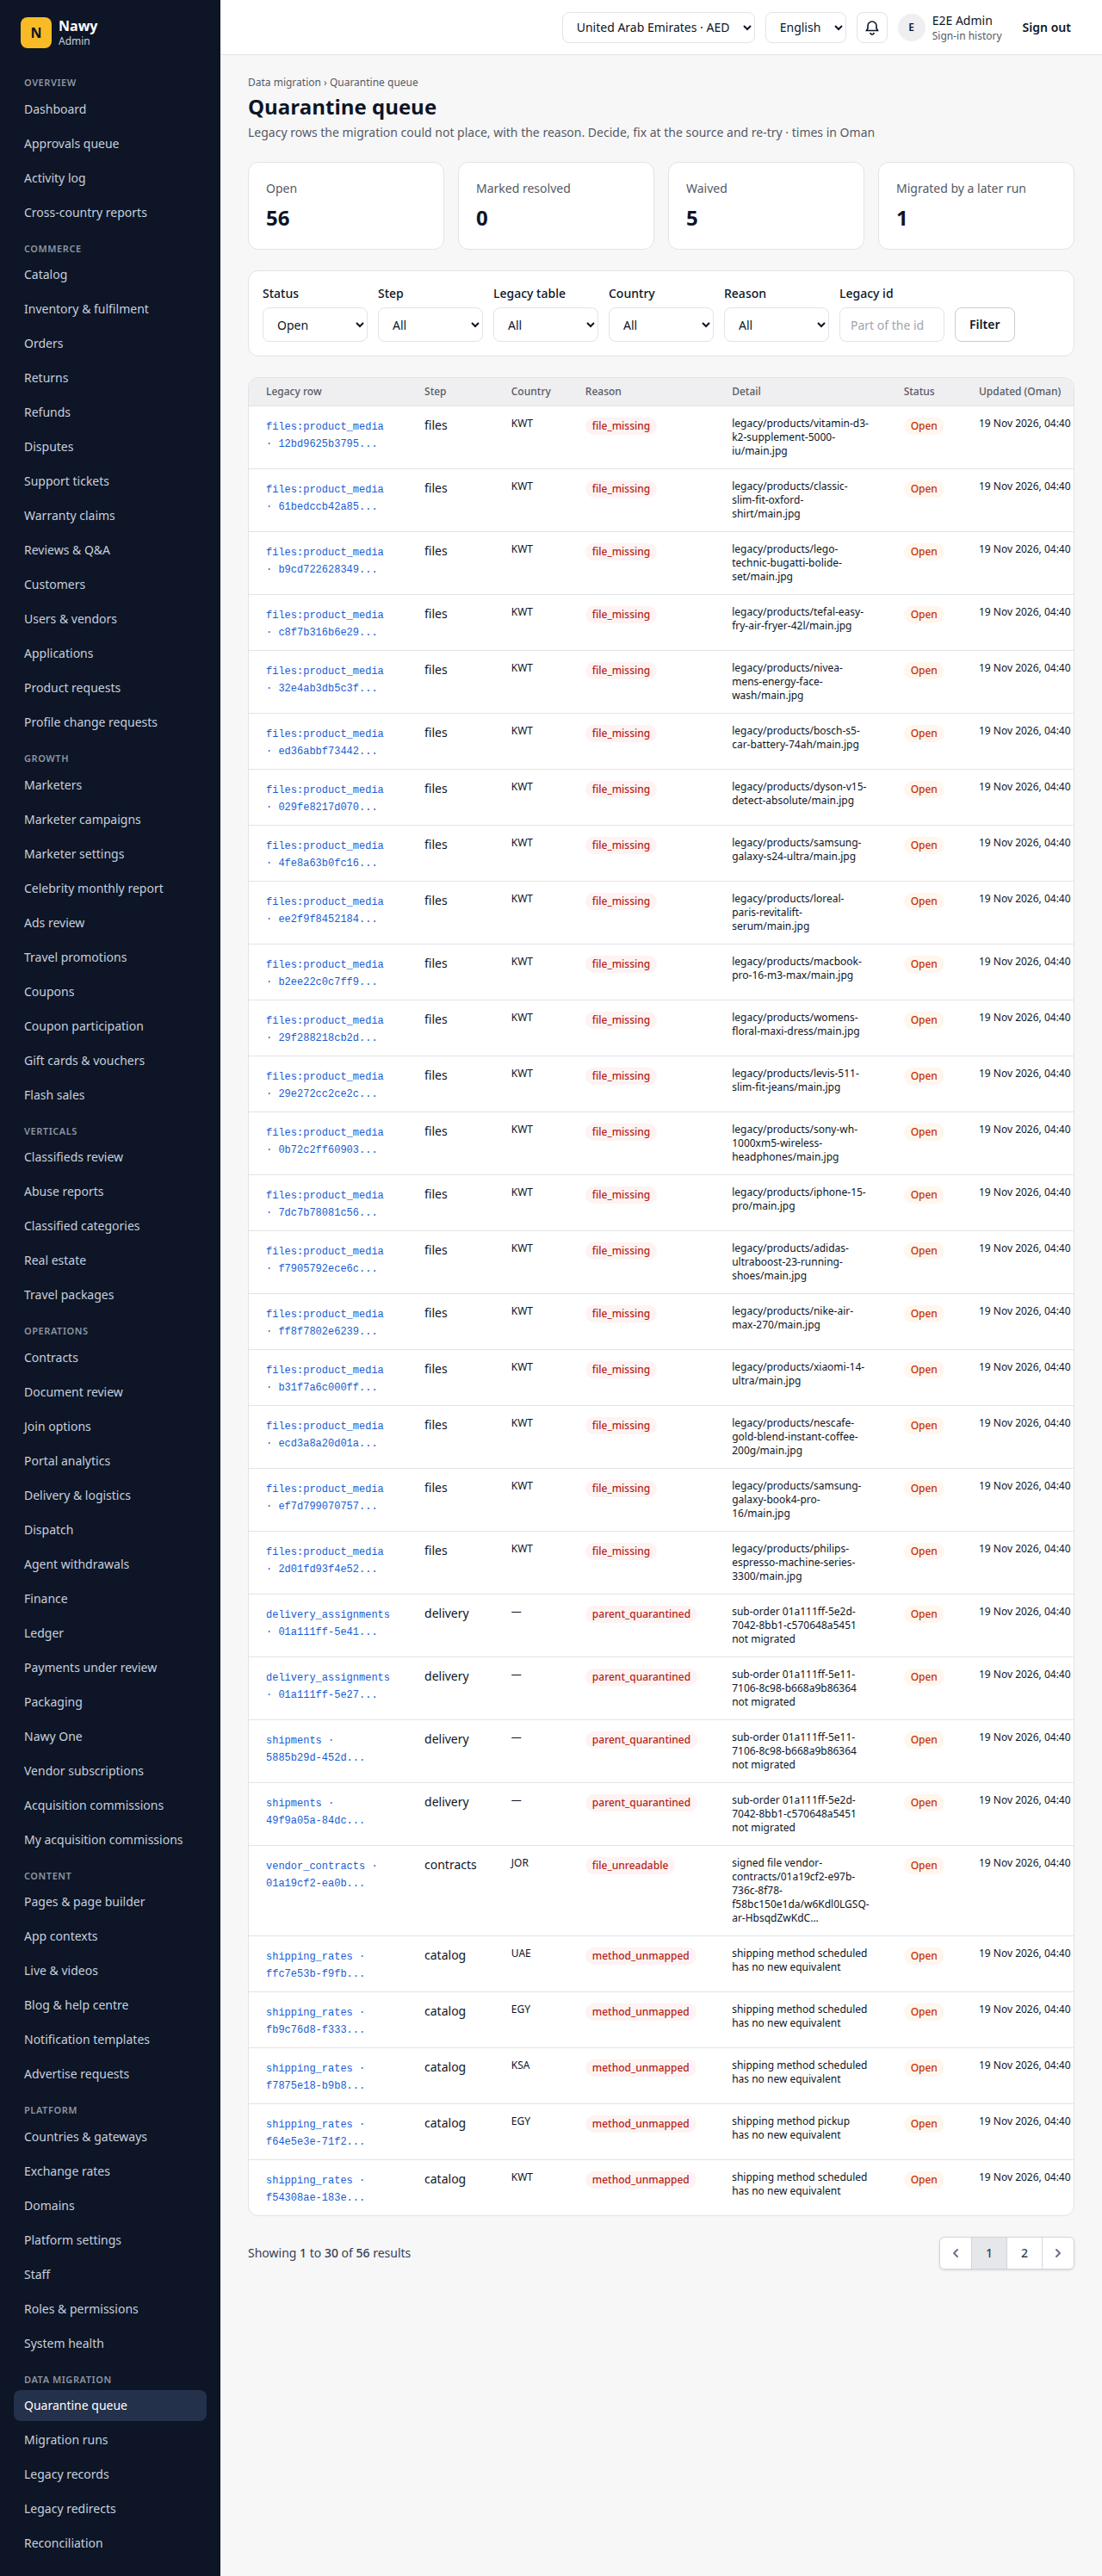 N
Nawy
Admin
OVERVIEW
Dashboard
Approvals queue
Activity log
Cross-country reports
COMMERCE
Catalog
Inventory & fulfilment
Orders
Returns
Refunds
Disputes
Support tickets
Warranty claims
Reviews & Q&A
Customers
Users & vendors
Applications
Product requests
Profile change requests
GROWTH
Marketers
Marketer campaigns
Marketer settings
Celebrity monthly report
Ads review
Travel promotions
Coupons
Coupon participation
Gift cards & vouchers
Flash sales
VERTICALS
Classifieds review
Abuse reports
Classified categories
Real estate
Travel packages
OPERATIONS
Contracts
Document review
Join options
Portal analytics
Delivery & logistics
Dispatch
Agent withdrawals
Finance
Ledger
Payments under review
Packaging
Nawy One
Vendor subscriptions
Acquisition commissions
My acquisition commissions
CONTENT
Pages & page builder
App contexts
Live & videos
Blog & help centre
Notification templates
Advertise requests
PLATFORM
Countries & gateways
Exchange rates
Domains
Platform settings
Staff
Roles & permissions
System health
DATA MIGRATION
Quarantine queue
Migration runs
Legacy records
Legacy redirects
Reconciliation
United Arab Emirates · AED
English
E
E2E Admin
Sign-in history
Sign out
Data migration › Quarantine queue
Quarantine queue
Legacy rows the migration could not place, with the reason. Decide, fix at the source and re-try · times in Oman
Open
56
Marked resolved
0
Waived
5
Migrated by a later run
1
Status
Open
Step
All
Legacy table
All
Country
All
Reason
All
Legacy id
Part of the id
Filter
Legacy row Step Country Reason Detail Status Updated (Oman)
files:product_media · 12bd9625b3795... files KWT file_missing legacy/products/vitamin-d3-k2-supplement-5000-iu/main.jpg Open 19 Nov 2026, 04:40
files:product_media · 61bedccb42a85... files KWT file_missing legacy/products/classic-slim-fit-oxford-shirt/main.jpg Open 19 Nov 2026, 04:40
files:product_media · b9cd722628349... files KWT file_missing legacy/products/lego-technic-bugatti-bolide-set/main.jpg Open 19 Nov 2026, 04:40
files:product_media · c8f7b316b6e29... files KWT file_missing legacy/products/tefal-easy-fry-air-fryer-42l/main.jpg Open 19 Nov 2026, 04:40
files:product_media · 32e4ab3db5c3f... files KWT file_missing legacy/products/nivea-mens-energy-face-wash/main.jpg Open 19 Nov 2026, 04:40
files:product_media · ed36abbf73442... files KWT file_missing legacy/products/bosch-s5-car-battery-74ah/main.jpg Open 19 Nov 2026, 04:40
files:product_media · 029fe8217d070... files KWT file_missing legacy/products/dyson-v15-detect-absolute/main.jpg Open 19 Nov 2026, 04:40
files:product_media · 4fe8a63b0fc16... files KWT file_missing legacy/products/samsung-galaxy-s24-ultra/main.jpg Open 19 Nov 2026, 04:40
files:product_media · ee2f9f8452184... files KWT file_missing legacy/products/loreal-paris-revitalift-serum/main.jpg Open 19 Nov 2026, 04:40
files:product_media · b2ee22c0c7ff9... files KWT file_missing legacy/products/macbook-pro-16-m3-max/main.jpg Open 19 Nov 2026, 04:40
files:product_media · 29f288218cb2d... files KWT file_missing legacy/products/womens-floral-maxi-dress/main.jpg Open 19 Nov 2026, 04:40
files:product_media · 29e272cc2ce2c... files KWT file_missing legacy/products/levis-511-slim-fit-jeans/main.jpg Open 19 Nov 2026, 04:40
files:product_media · 0b72c2ff60903... files KWT file_missing legacy/products/sony-wh-1000xm5-wireless-headphones/main.jpg Open 19 Nov 2026, 04:40
files:product_media · 7dc7b78081c56... files KWT file_missing legacy/products/iphone-15-pro/main.jpg Open 19 Nov 2026, 04:40
files:product_media · f7905792ece6c... files KWT file_missing legacy/products/adidas-ultraboost-23-running-shoes/main.jpg Open 19 Nov 2026, 04:40
files:product_media · ff8f7802e6239... files KWT file_missing legacy/products/nike-air-max-270/main.jpg Open 19 Nov 2026, 04:40
files:product_media · b31f7a6c000ff... files KWT file_missing legacy/products/xiaomi-14-ultra/main.jpg Open 19 Nov 2026, 04:40
files:product_media · ecd3a8a20d01a... files KWT file_missing legacy/products/nescafe-gold-blend-instant-coffee-200g/main.jpg Open 19 Nov 2026, 04:40
files:product_media · ef7d799070757... files KWT file_missing legacy/products/samsung-galaxy-book4-pro-16/main.jpg Open 19 Nov 2026, 04:40
files:product_media · 2d01fd93f4e52... files KWT file_missing legacy/products/philips-espresso-machine-series-3300/main.jpg Open 19 Nov 2026, 04:40
delivery_assignments · 01a111ff-5e41... delivery — parent_quarantined sub-order 01a111ff-5e2d-7042-8bb1-c570648a5451 not migrated Open 19 Nov 2026, 04:40
delivery_assignments · 01a111ff-5e27... delivery — parent_quarantined sub-order 01a111ff-5e11-7106-8c98-b668a9b86364 not migrated Open 19 Nov 2026, 04:40
shipments · 5885b29d-452d... delivery — parent_quarantined sub-order 01a111ff-5e11-7106-8c98-b668a9b86364 not migrated Open 19 Nov 2026, 04:40
shipments · 49f9a05a-84dc... delivery — parent_quarantined sub-order 01a111ff-5e2d-7042-8bb1-c570648a5451 not migrated Open 19 Nov 2026, 04:40
vendor_contracts · 01a19cf2-ea0b... contracts JOR file_unreadable signed file vendor-contracts/01a19cf2-e97b-736c-8f78-f58bc150e1da/w6Kdl0LGSQ-ar-HbsqdZwKdC... Open 19 Nov 2026, 04:40
shipping_rates · ffc7e53b-f9fb... catalog UAE method_unmapped shipping method scheduled has no new equivalent Open 19 Nov 2026, 04:40
shipping_rates · fb9c76d8-f333... catalog EGY method_unmapped shipping method scheduled has no new equivalent Open 19 Nov 2026, 04:40
shipping_rates · f7875e18-b9b8... catalog KSA method_unmapped shipping method scheduled has no new equivalent Open 19 Nov 2026, 04:40
shipping_rates · f64e5e3e-71f2... catalog EGY method_unmapped shipping method pickup has no new equivalent Open 19 Nov 2026, 04:40
shipping_rates · f54308ae-183e... catalog KWT method_unmapped shipping method scheduled has no new equivalent Open 19 Nov 2026, 04:40
Showing 1 to 30 of 56 results
1
2